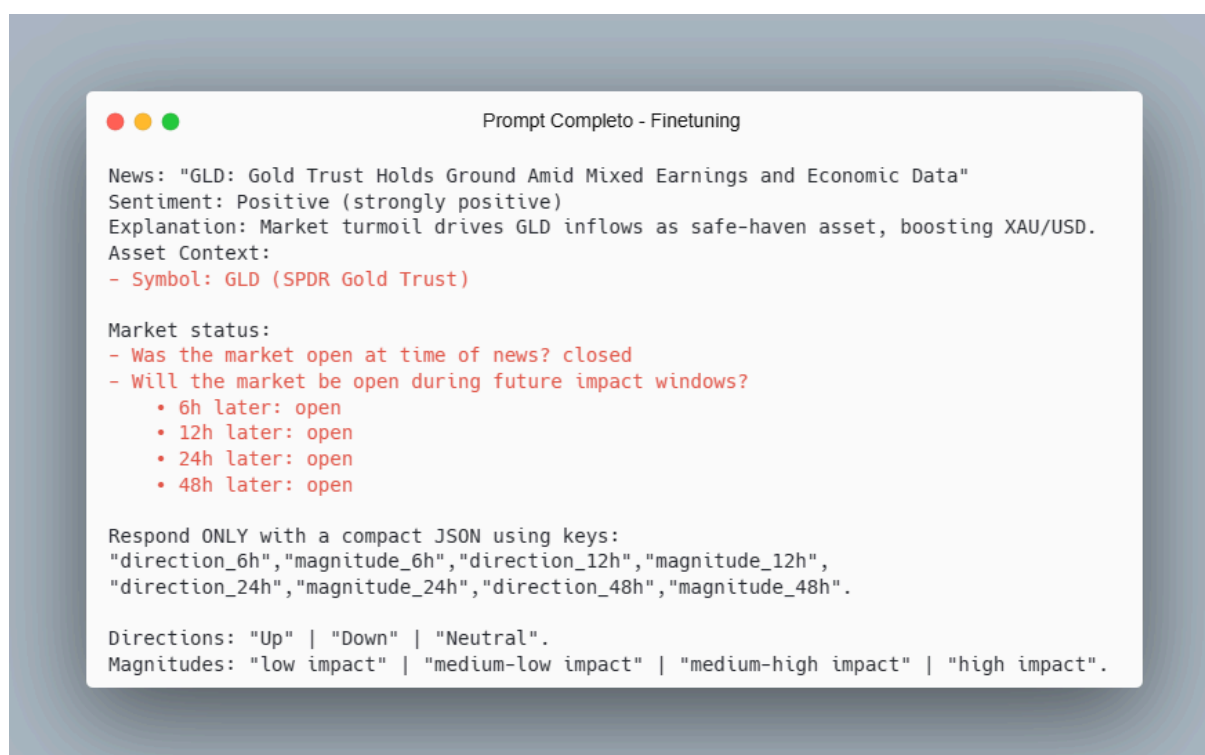 Prompt Completo - Finetuning
News: "GLD: Gold Trust Holds Ground Amid Mixed Earnings and Economic Data"
Sentiment: Positive (strongly positive)
Explanation: Market turmoil drives GLD inflows as safe-haven asset, boosting XAU/USD.
Asset Context:
- Symbol: GLD (SPDR Gold Trust)
Market status:
- Was the market open at time of news? closed
- Will the market be open during future impact windows?
• 6h later: open
• 12h later: open
• 24h later: open
• 48h later: open
Respond ONLY with a compact JSON using keys:
"direction_6h","magnitude_6h","direction_12h","magnitude_12h",
"direction_24h","magnitude_24h","direction_48h","magnitude_48h".
Directions: "Up" | "Down" | "Neutral".
Magnitudes: "low impact" | "medium-low impact" | "medium-high impact" | "high impact".